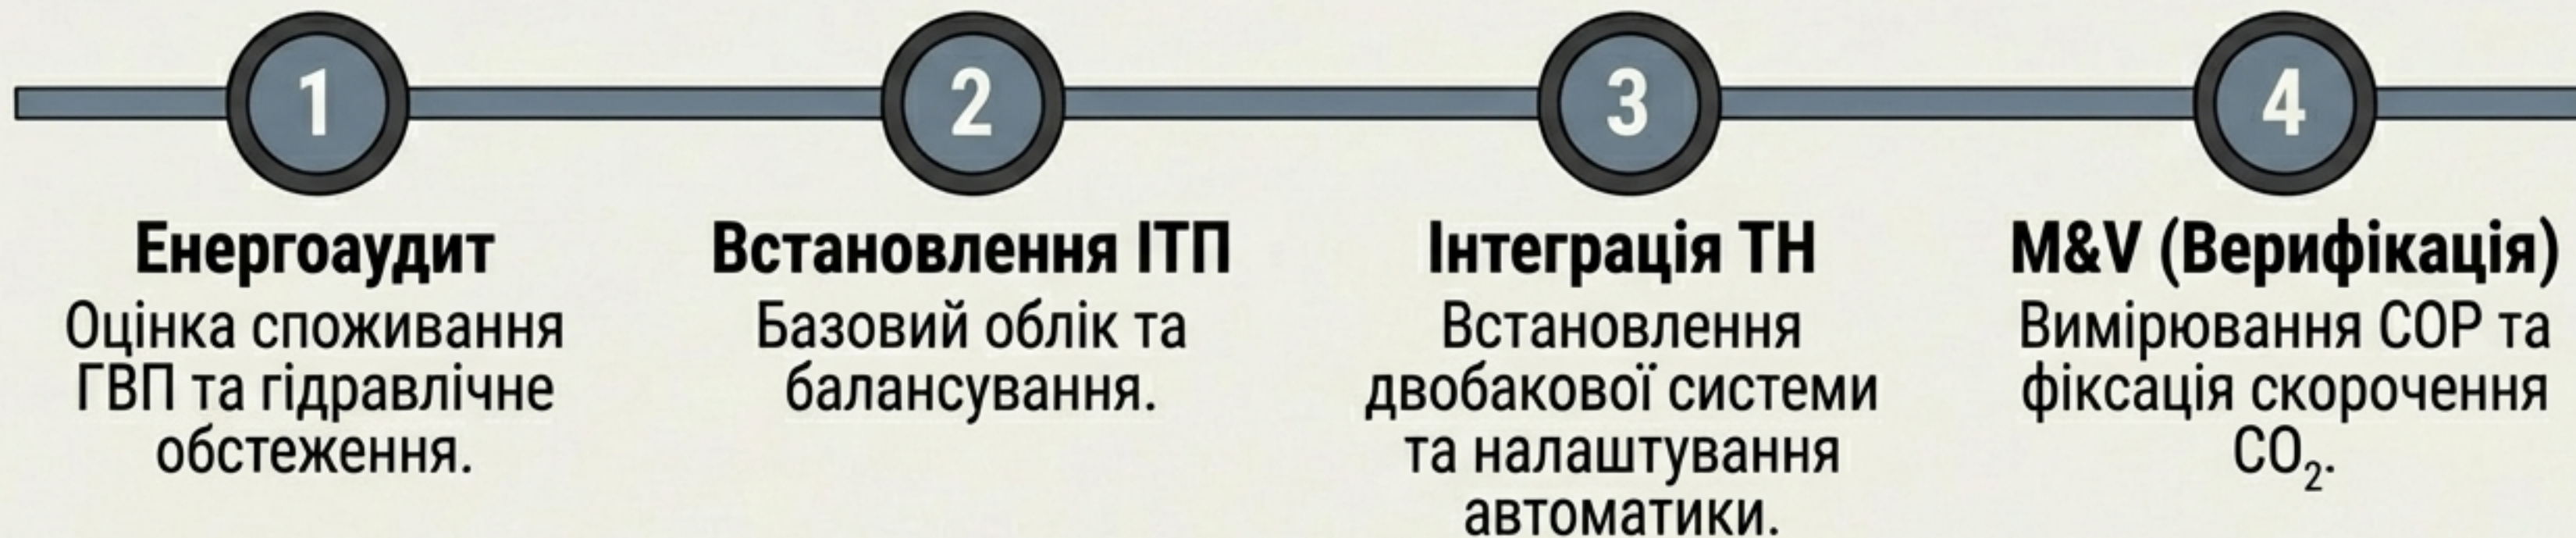 1
Енергоаудит
Оцінка споживання
ГВП та гідравлічне
обстеження.
2
Встановлення ІТП
Базовий облік та
балансування.
3
Інтеграція ТН
Встановлення
двобакової системи
та налаштування
автоматики.
4
M&V (Верифікація)
Вимірювання COP та
фіксація скорочення
CO₂.